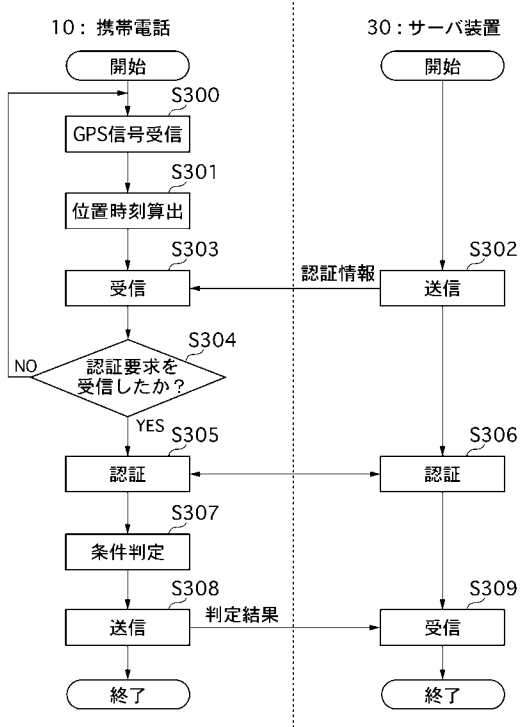 10：携帯電話
30：サーバ装置
開始
開始
S300
GPS信号受信
S301
位置時刻算出
S303
受信
認証情報
S302
送信
S304
認証要求を
受信したか？
NO
YES
S305
認証
S306
認証
S307
条件判定
S308
送信
判定結果
S309
受信
終了
終了